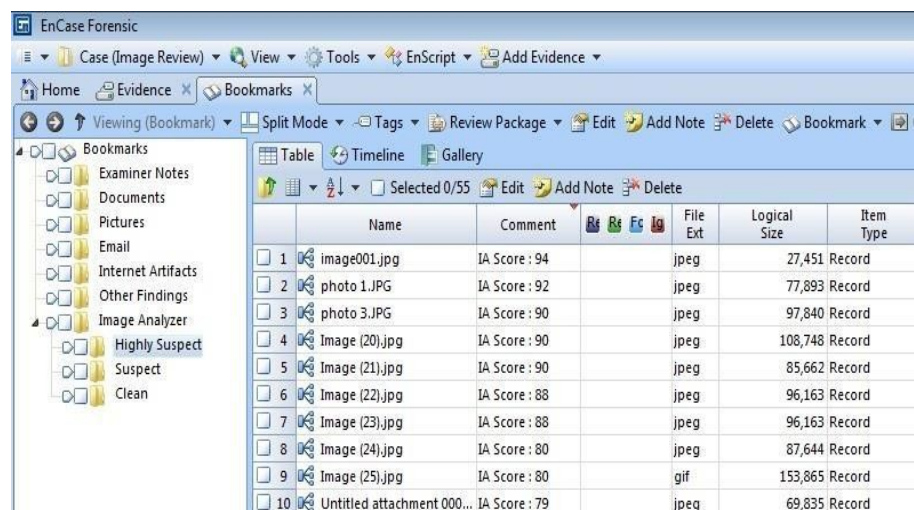 En EnCase Forensic
Case (Image Review) View Tools EnScript Add Evidence
Home Evidence Bookmarks
Viewing (Bookmark) Split Mode Tags Review Package Edit Add Note Delete Bookmark
Bookmarks
Examiner Notes
Documents
Pictures
Email
Internet Artifacts
Other Findings
Image Analyzer
Highly Suspect
Suspect
Clean
Table Timeline Gallery
Selected 0/55 Edit Add Note Delete
Name Comment Re Re Fc Ig File Ext Logical Size Item Type
1 image001.jpg IA Score : 94 jpeg 27,451 Record
2 photo 1.JPG IA Score : 92 jpeg 77,893 Record
3 photo 3.JPG IA Score : 90 jpeg 97,840 Record
4 Image (20).jpg IA Score : 90 jpeg 108,748 Record
5 Image (21).jpg IA Score : 90 jpeg 85,662 Record
6 Image (22).jpg IA Score : 88 jpeg 96,163 Record
7 Image (23).jpg IA Score : 88 jpeg 96,163 Record
8 Image (24).jpg IA Score : 80 jpeg 87,644 Record
9 Image (25).jpg IA Score : 80 gif 153,865 Record
10 Untitled attachment 000... IA Score : 79 jpeg 69,835 Record